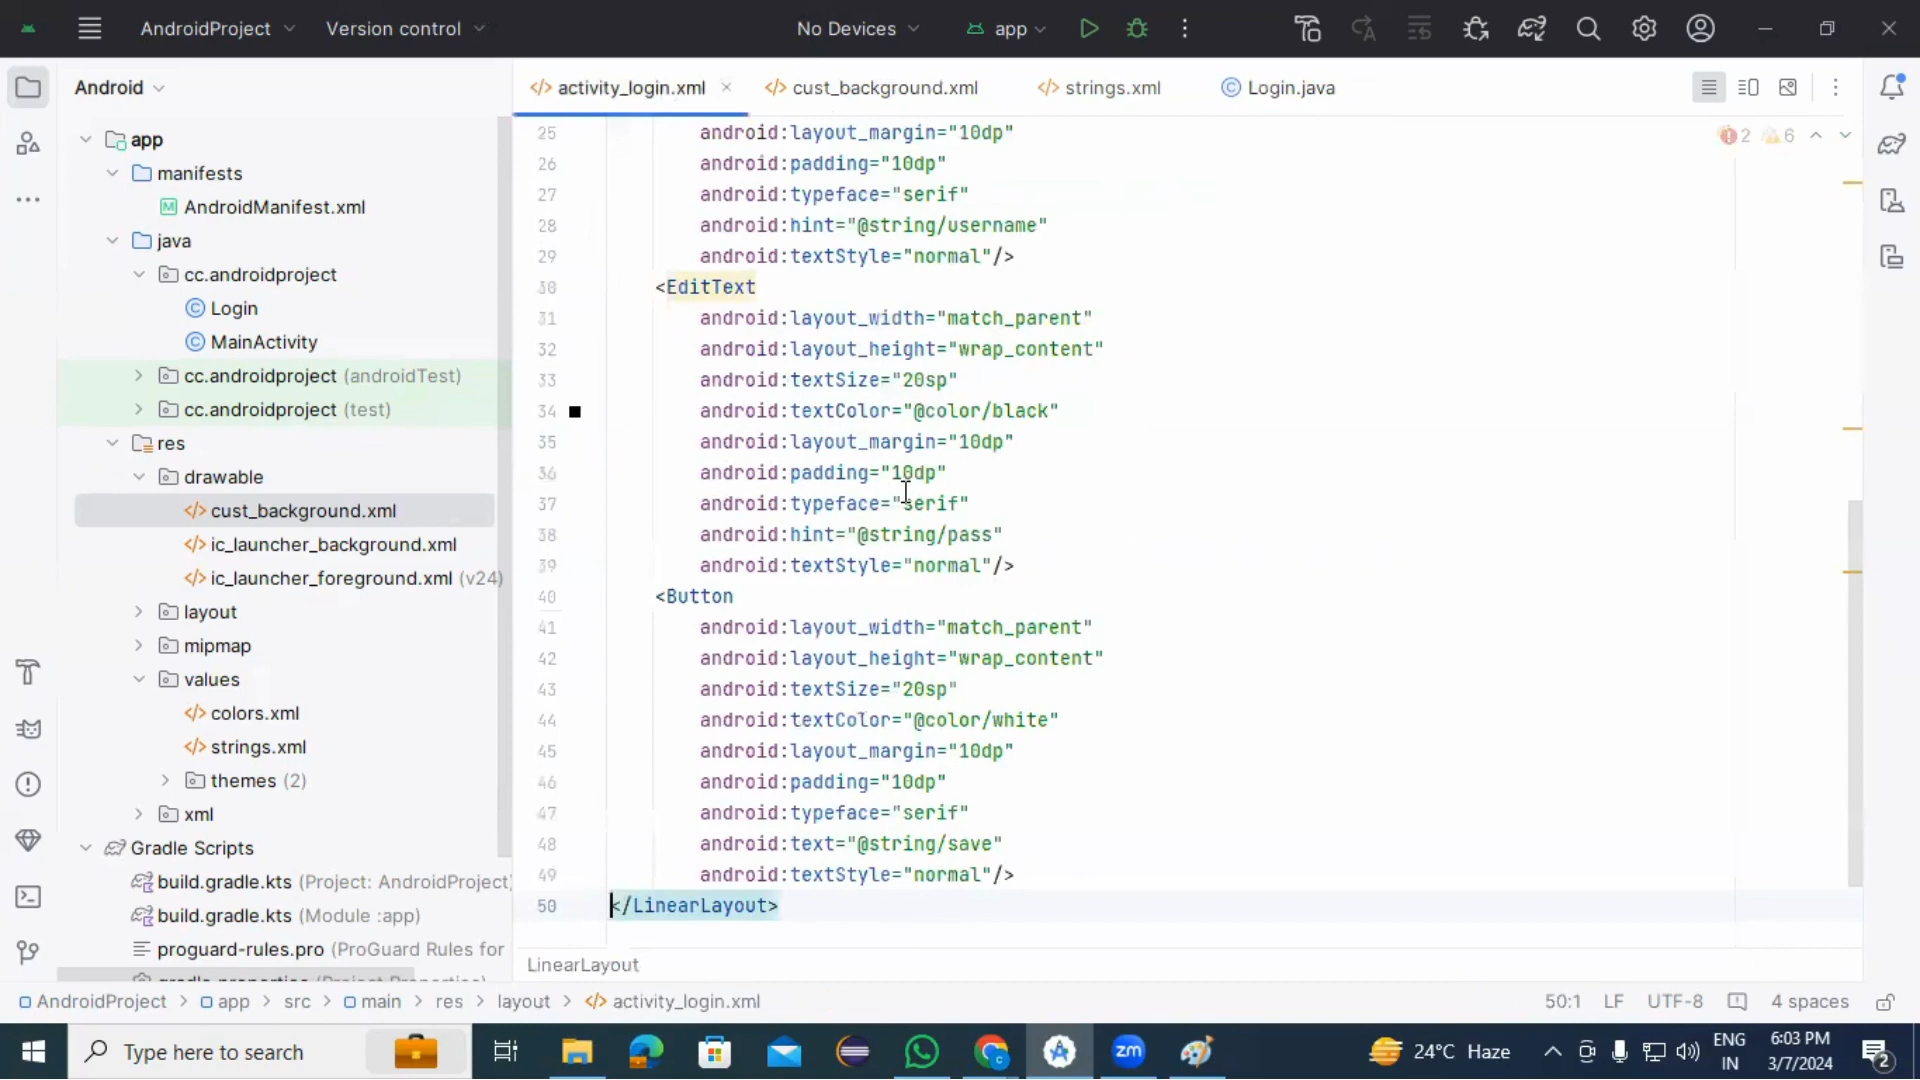 AndroidProject
Version control
No Devices
app
Android
activity_login.xml
cust_background.xml
strings.xml
Login.java
app
manifests
AndroidManifest.xml
java
cc.androidproject
Login
MainActivity
cc.androidproject (androidTest)
cc.androidproject (test)
res
drawable
cust_background.xml
ic_launcher_background.xml
ic_launcher_foreground.xml (v24)
layout
mipmap
values
colors.xml
strings.xml
themes (2)
xml
Gradle Scripts
build.gradle.kts (Project: AndroidProject)
build.gradle.kts (Module :app)
proguard-rules.pro (ProGuard Rules for
gradle.properties (Project Properties)
2 6
25 android:layout_margin="10dp"
26 android:padding="10dp"
27 android:typeface="serif"
28 android:hint="@string/username"
29 android:textStyle="normal"/>
30 <EditText
31 android:layout_width="match_parent"
32 android:layout_height="wrap_content"
33 android:textSize="20sp"
34 android:textColor="@color/black"
35 android:layout_margin="10dp"
36 android:padding="10dp"
37 android:typeface="serif"
38 android:hint="@string/pass"
39 android:textStyle="normal"/>
40 <Button
41 android:layout_width="match_parent"
42 android:layout_height="wrap_content"
43 android:textSize="20sp"
44 android:textColor="@color/white"
45 android:layout_margin="10dp"
46 android:padding="10dp"
47 android:typeface="serif"
48 android:text="@string/save"
49 android:textStyle="normal"/>
50 </LinearLayout>
LinearLayout
AndroidProject > app > src > main > res > layout > activity_login.xml
50:1 LF UTF-8 4 spaces
Type here to search
zm
24°C Haze
ENG
IN
6:03 PM
3/7/2024
2